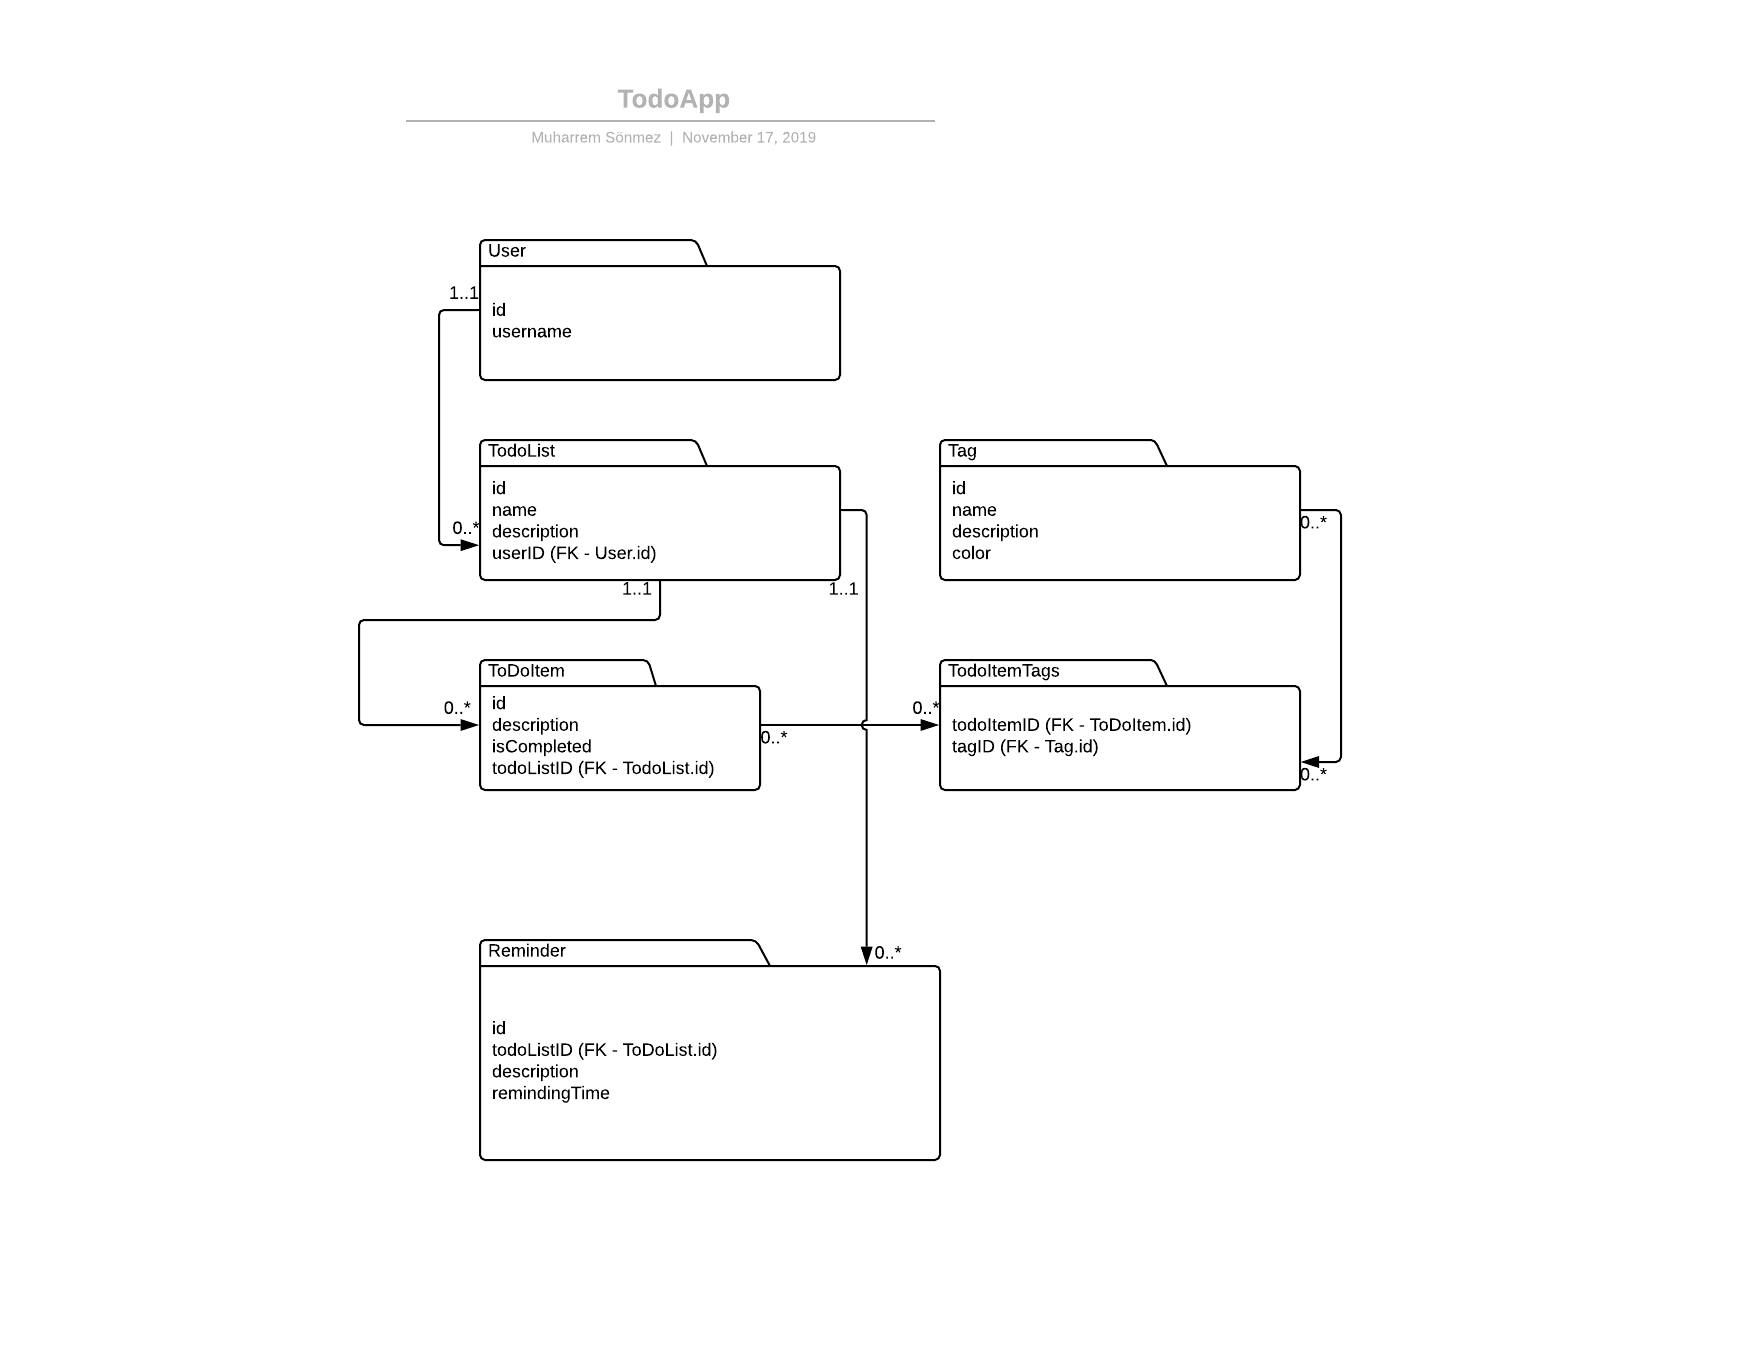 TodoApp
Muharrem Sönmez | November 17, 2019
User
1..1
id
username
0..*
TodoList
id
name
description
userID (FK - User.id)
1..1
1..1
Tag
id
name
description
color
0..*
ToDoItem
0..*
id
description
isCompleted
todoListID (FK - TodoList.id)
0..*
0..*
TodoItemTags
todoItemID (FK - ToDoItem.id)
tagID (FK - Tag.id)
0..*
Reminder
0..*
id
todoListID (FK - ToDoList.id)
description
remindingTime